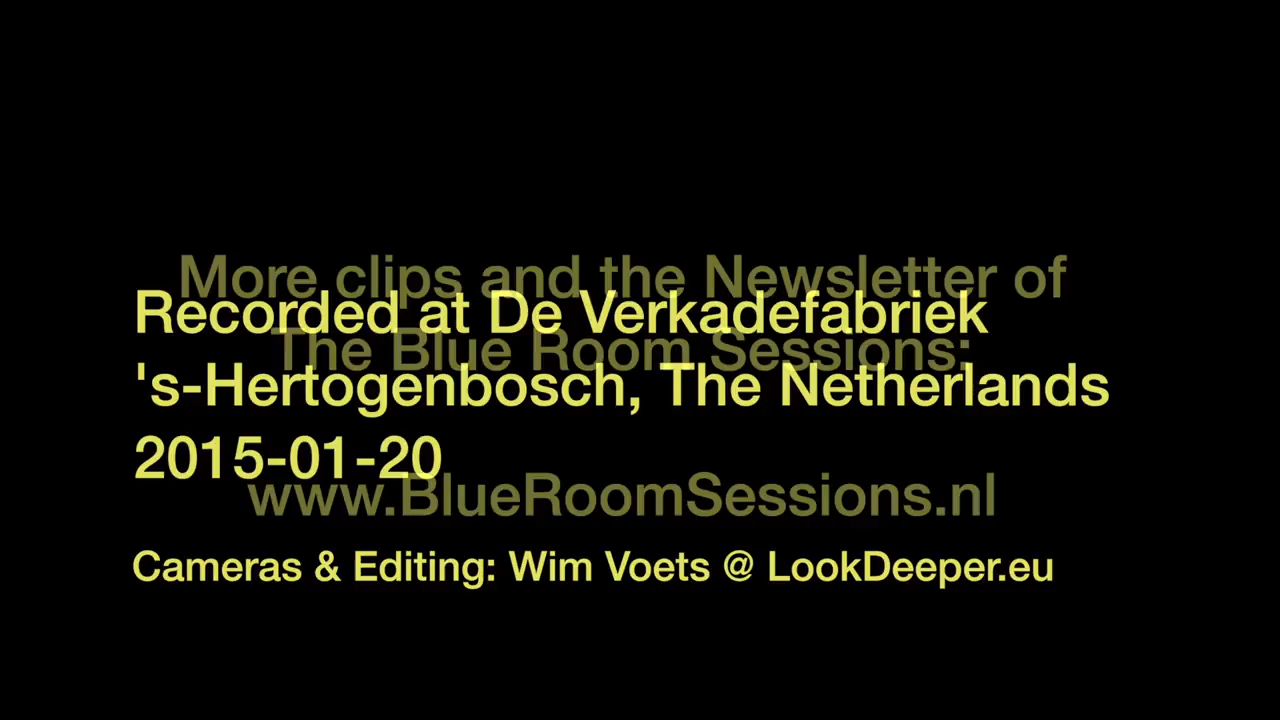 More clips and the Newsletter of
The Blue Room Sessions:
www.BlueRoomSessions.nl
Recorded at De Verkadefabriek
's-Hertogenbosch, The Netherlands
2015-01-20
Cameras & Editing: Wim Voets @ LookDeeper.eu